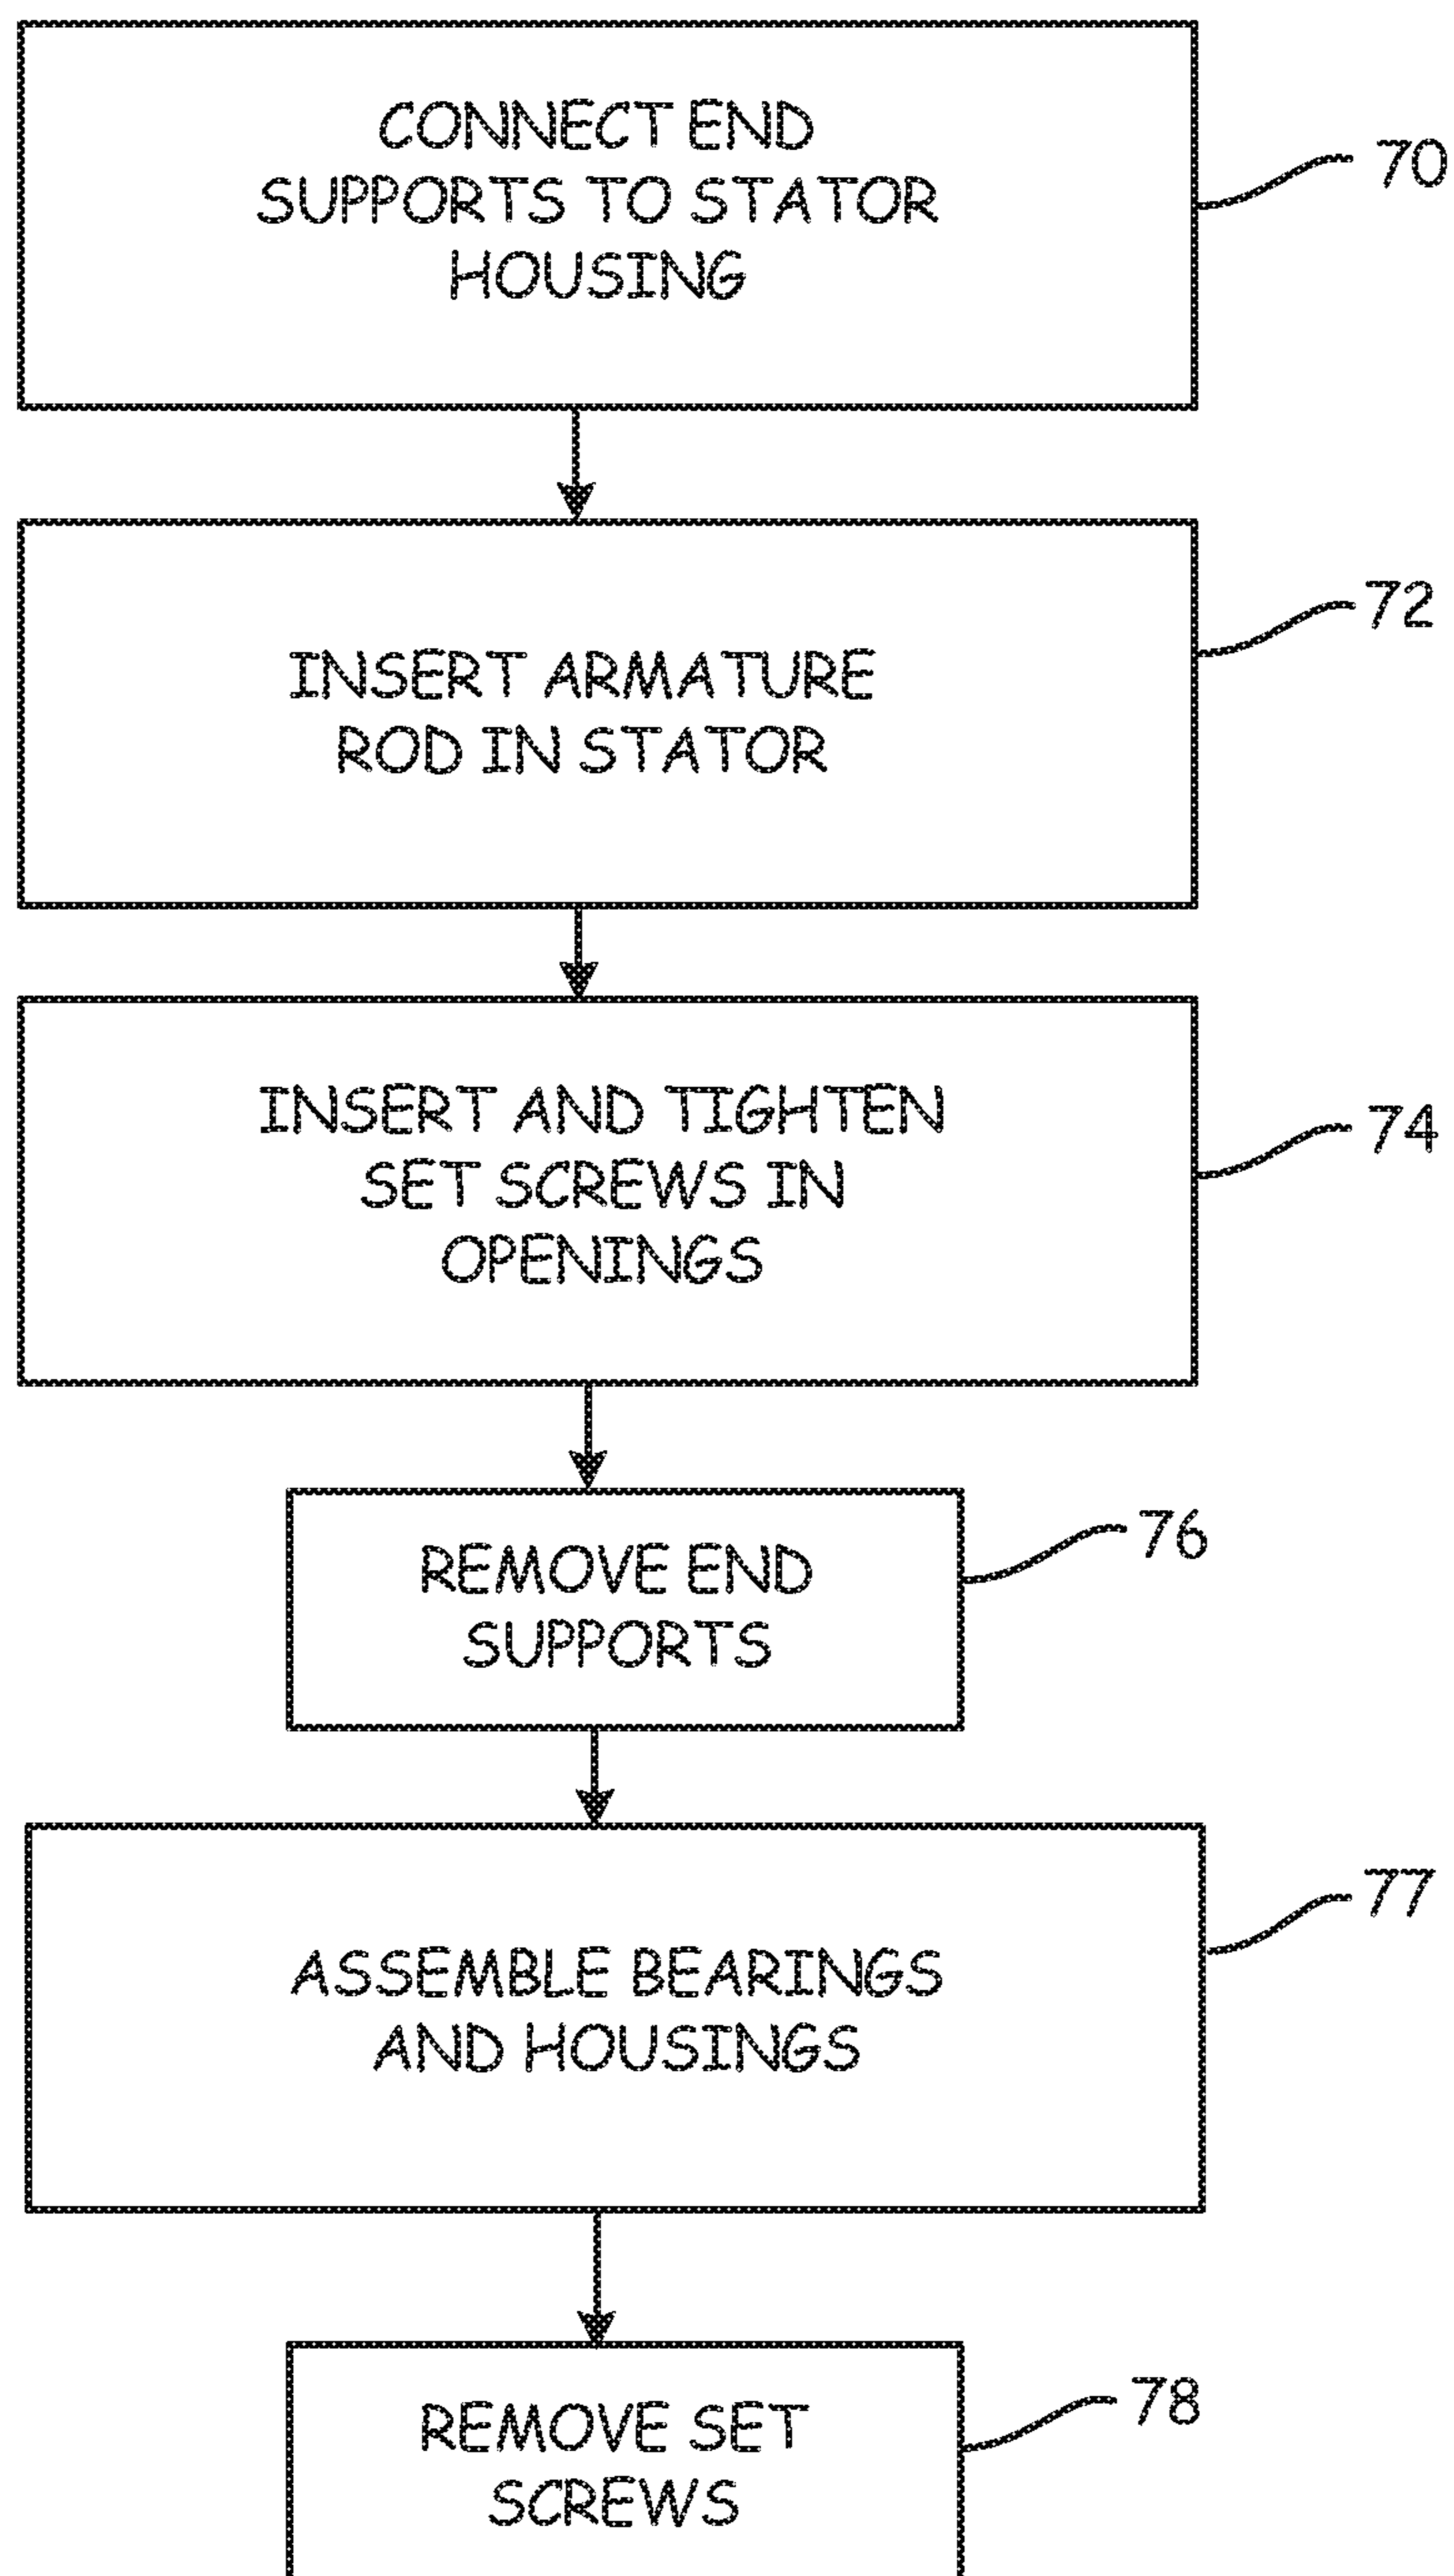 CONNECT END
SUPPORTS TO STATOR
HOUSING
70
INSERT ARMATURE
ROD IN STATOR
72
INSERT AND TIGHTEN
SET SCREWS IN
OPENINGS
74
REMOVE END
SUPPORTS
76
ASSEMBLE BEARINGS
AND HOUSINGS
77
REMOVE SET
SCREWS
78